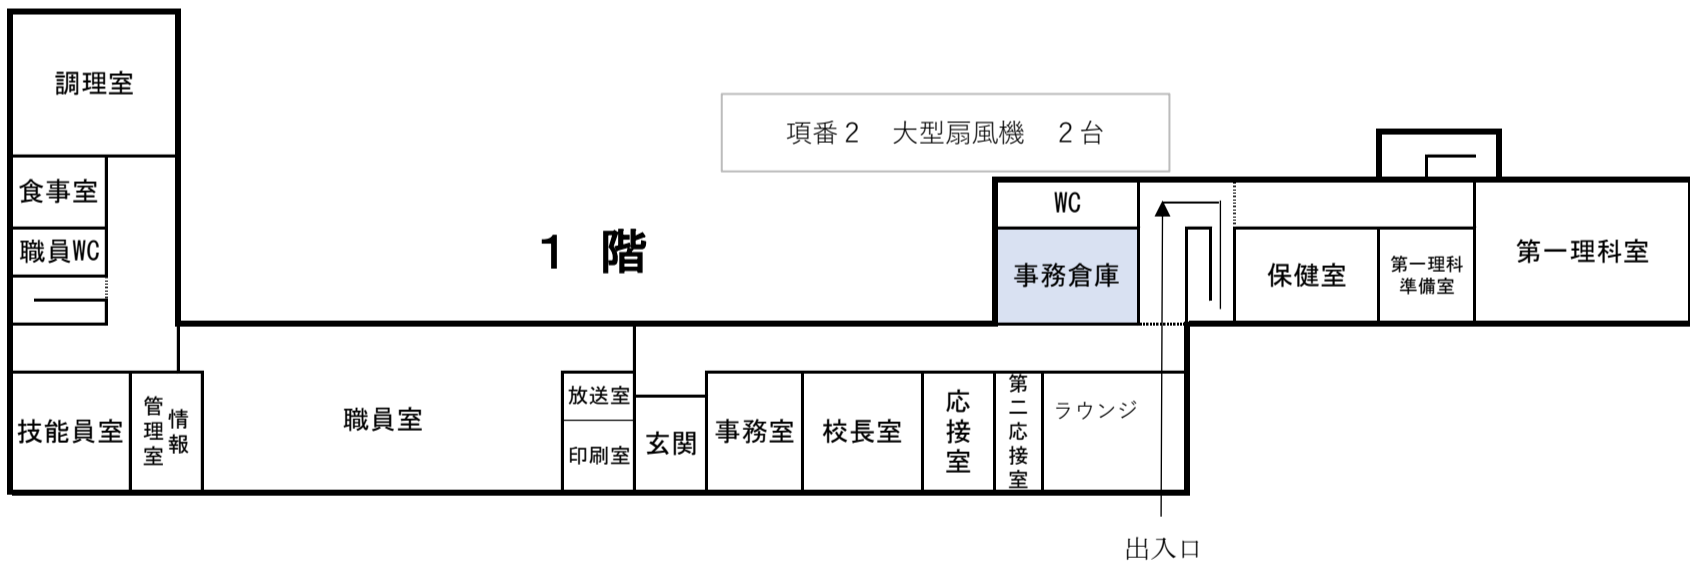 調理室
項番２　大型扇風機　２台
食事室
職員WC
1 階
WC
事務倉庫
保健室
第一理科
準備室
第一理科室
技能員室
情報
管理室
職員室
放送室
印刷室
玄関
事務室
校長室
応接室
第二応接室
ラウンジ
出入口